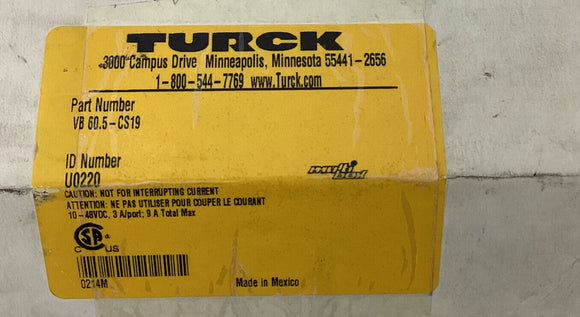 TURCK
3000 Campus Drive Minneapolis, Minnesota 55441-2656
1-800-544-7769 www.Turck.com
Part Number
VB 60.5-CS19
ID Number
U0220
multi
box
CAUTION: NOT FOR INTERRUPTING CURRENT
ATTENTION: NE PAS UTILISER POUR COUPER LE COURANT
10-48VDC, 3 A/port; 9 A Total Max
CSA
C US
0214M
Made in Mexico